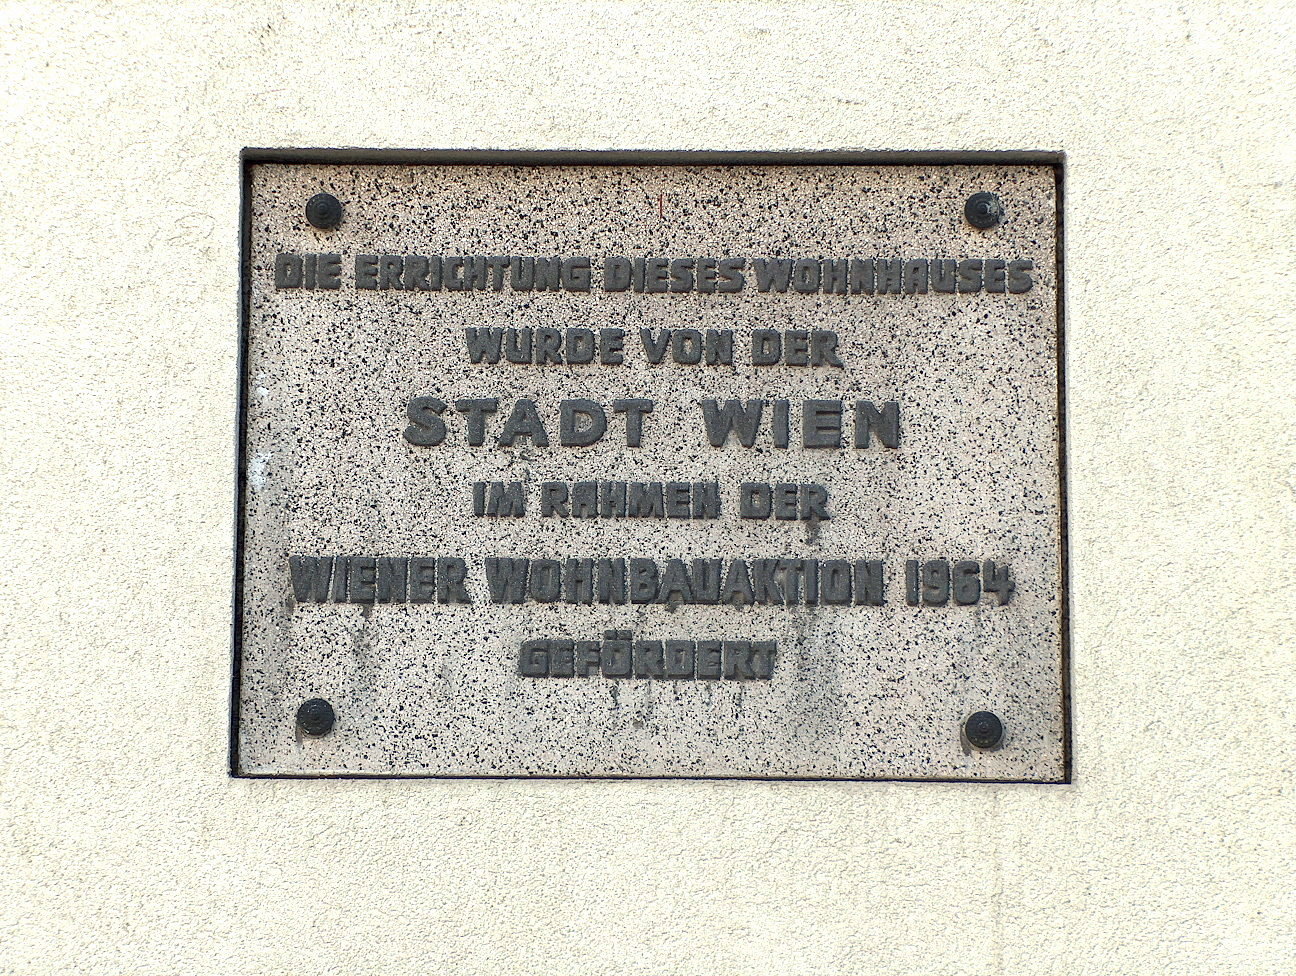 DIE ERRICHTUNG DIESES WOHNHAUSES
WURDE VON DER
STADT WIEN
IM RAHMEN DER
WIENER WOHNBAUAKTION 1964
GEFÖRDERT